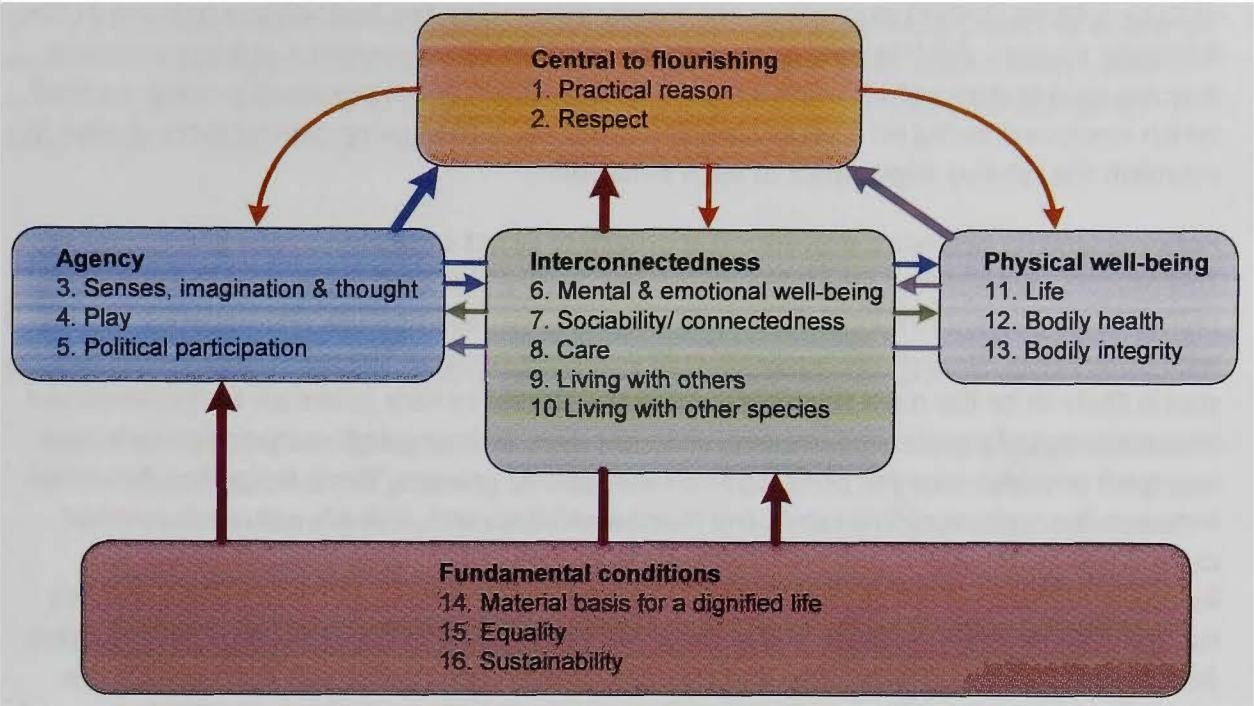 Central to flourishing
1. Practical reason
2. Respect
Agency
3. Senses, imagination & thought
4. Play
5. Political participation
Interconnectedness
6. Mental & emotional well-being
7. Sociability/ connectedness
8. Care
9. Living with others
10 Living with other species
Physical well-being
11. Life
12. Bodily health
13. Bodily integrity
Fundamental conditions
14. Material basis for a dignified life
15. Equality
16. Sustainability